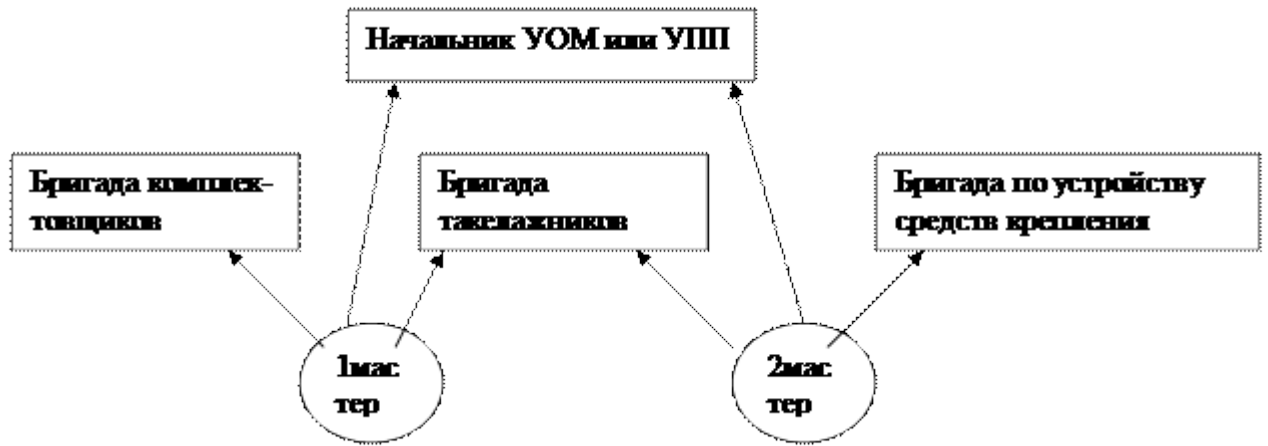 Начальник УОМ или УПП
Бригада комплек-
товщиков
Бригада
такелажников
Бригада по устройству
средств крепления
1мас
тер
2мас
тер